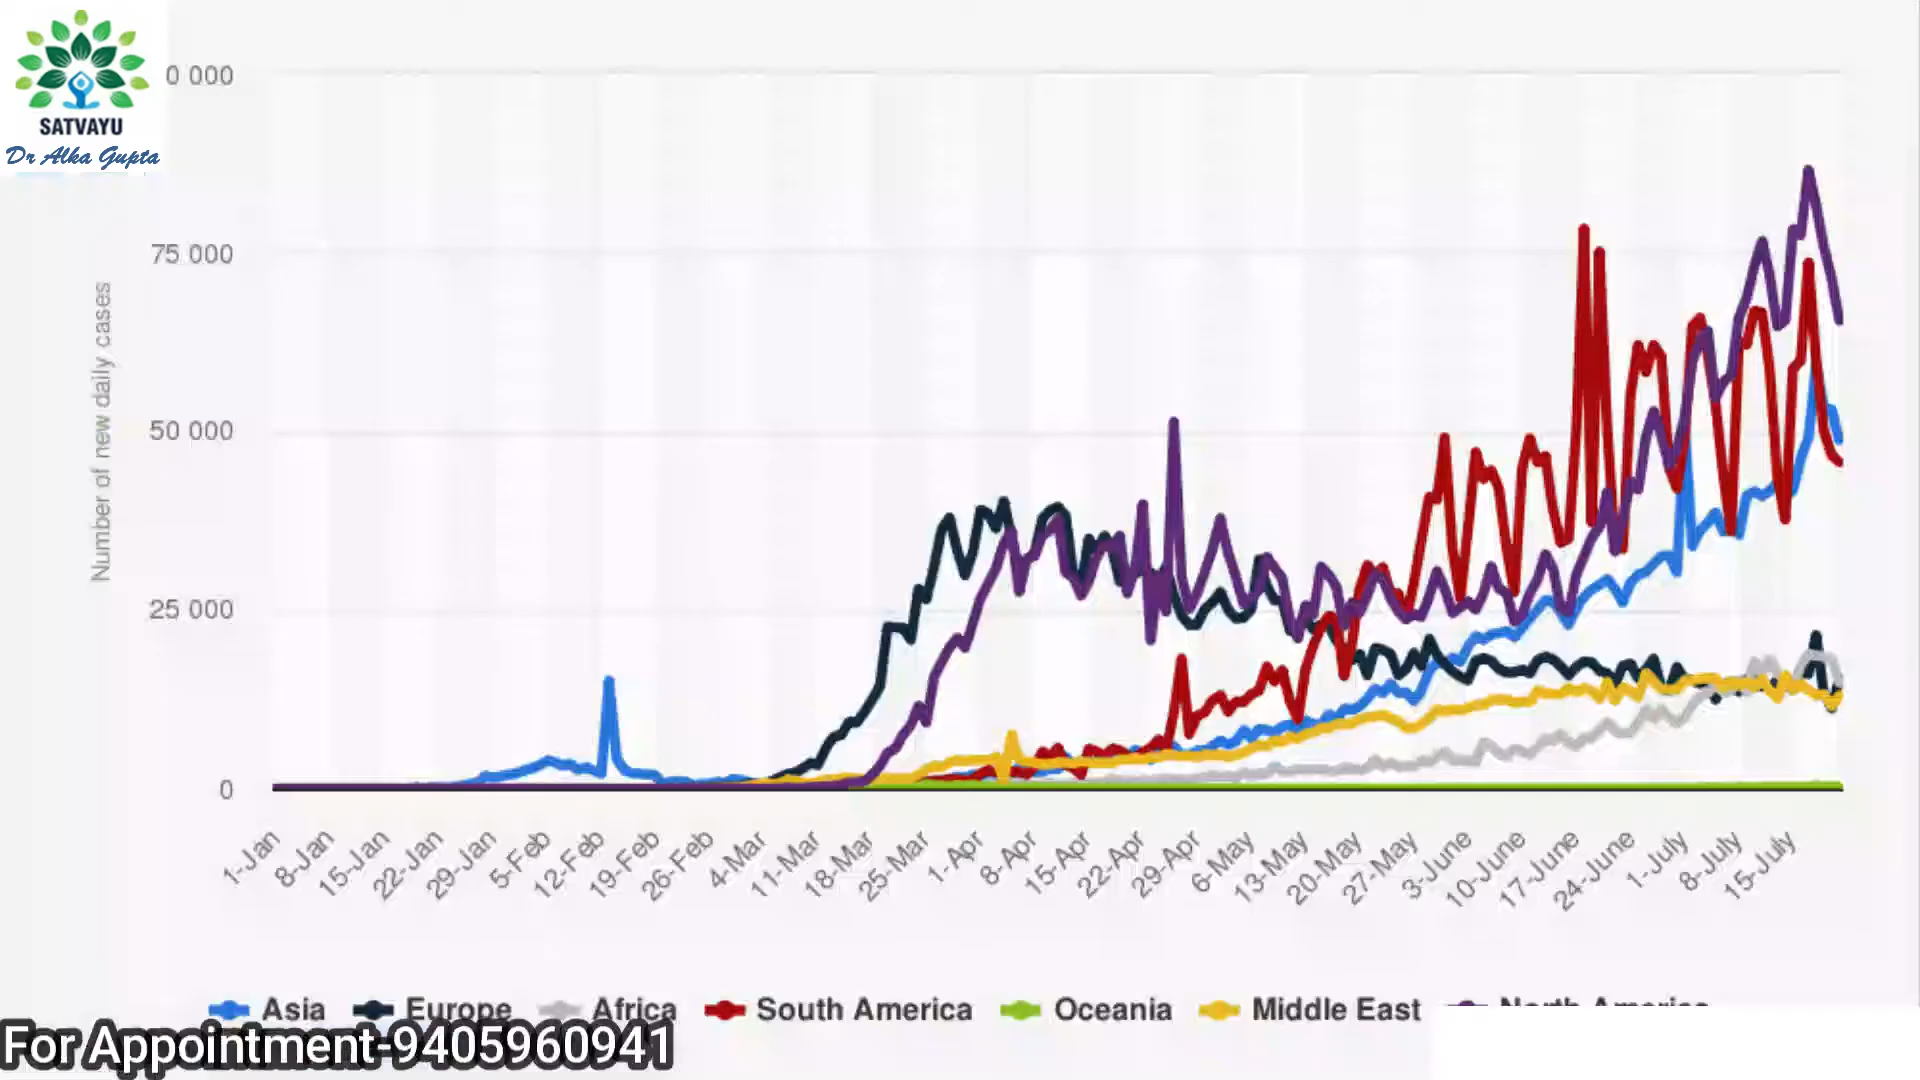 SATVAYU
Dr Alka Gupta
0 000
75 000
50 000
25 000
0
Number of new daily cases
1-Jan
8-Jan
15-Jan
22-Jan
29-Jan
5-Feb
12-Feb
19-Feb
26-Feb
4-Mar
11-Mar
18-Mar
25-Mar
1-Apr
8-Apr
15-Apr
22-Apr
29-Apr
6-May
13-May
20-May
27-May
3-June
10-June
17-June
24-June
1-July
8-July
15-July
Asia Europe Africa South America Oceania Middle East North America
For Appointment-9405960941